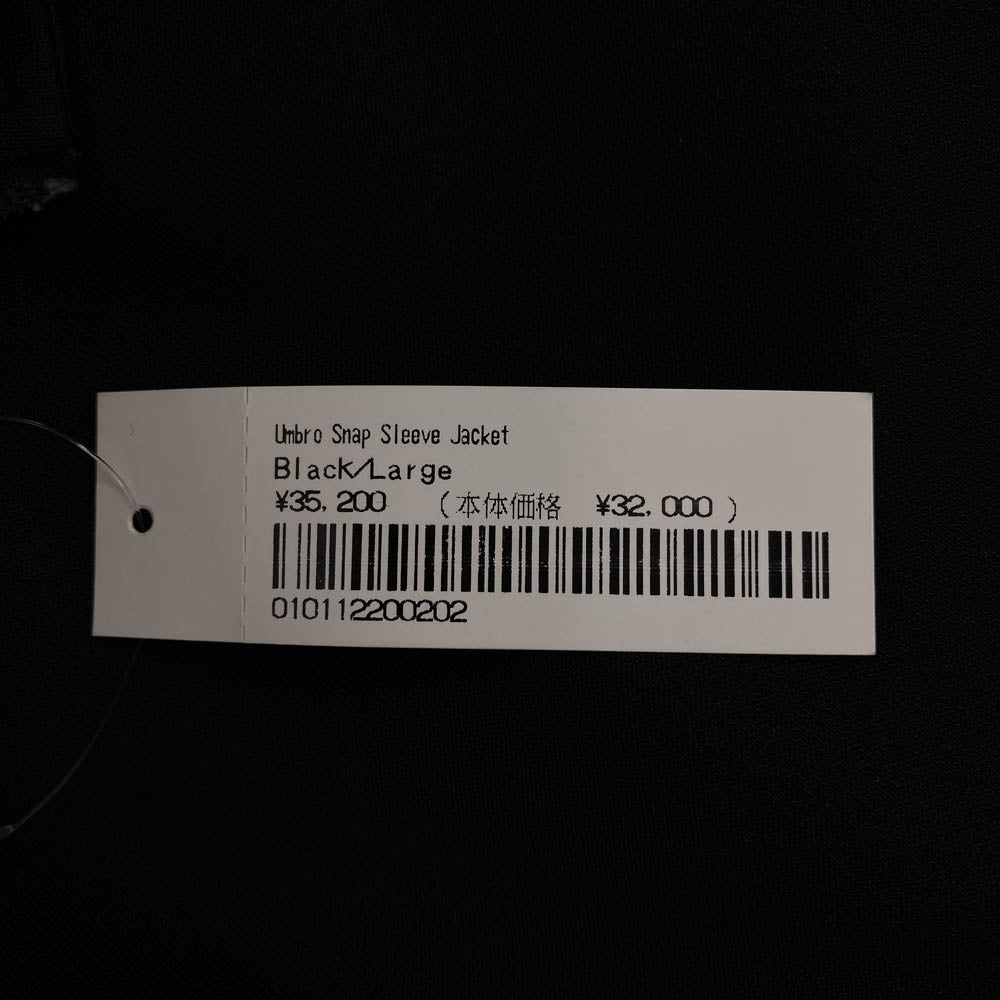 Umbro Snap Sleeve Jacket
Black/Large
¥35,200 (本体価格 ¥32,000)
010112200202